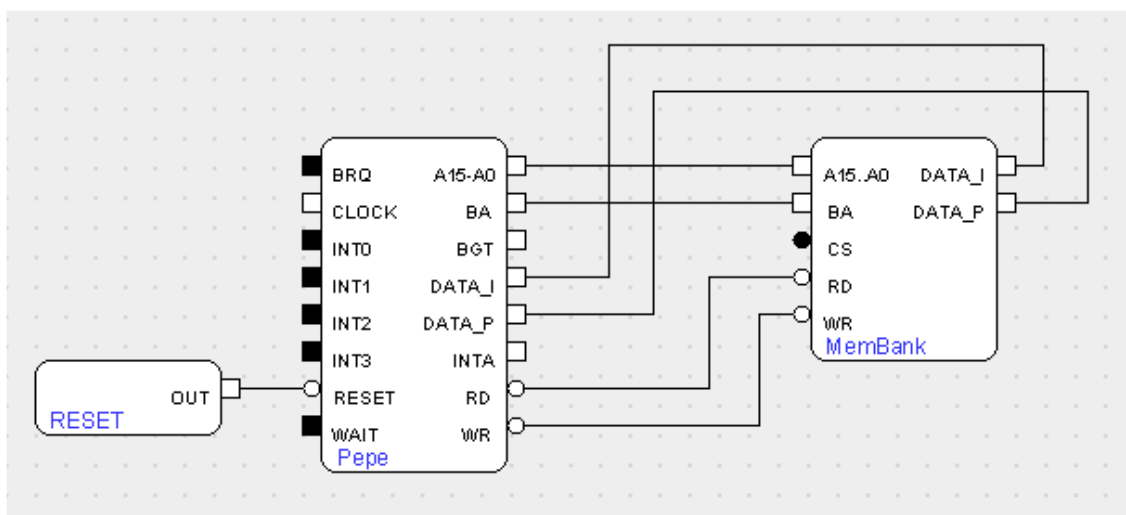 BRQ A15-A0
CLOCK BA
INT0 BGT
INT1 DATA_I
INT2 DATA_P
INT3 INTA
RESET RD
WAIT WR
Pepe
A15..A0 DATA_I
BA DATA_P
CS
RD
WR
MemBank
OUT
RESET